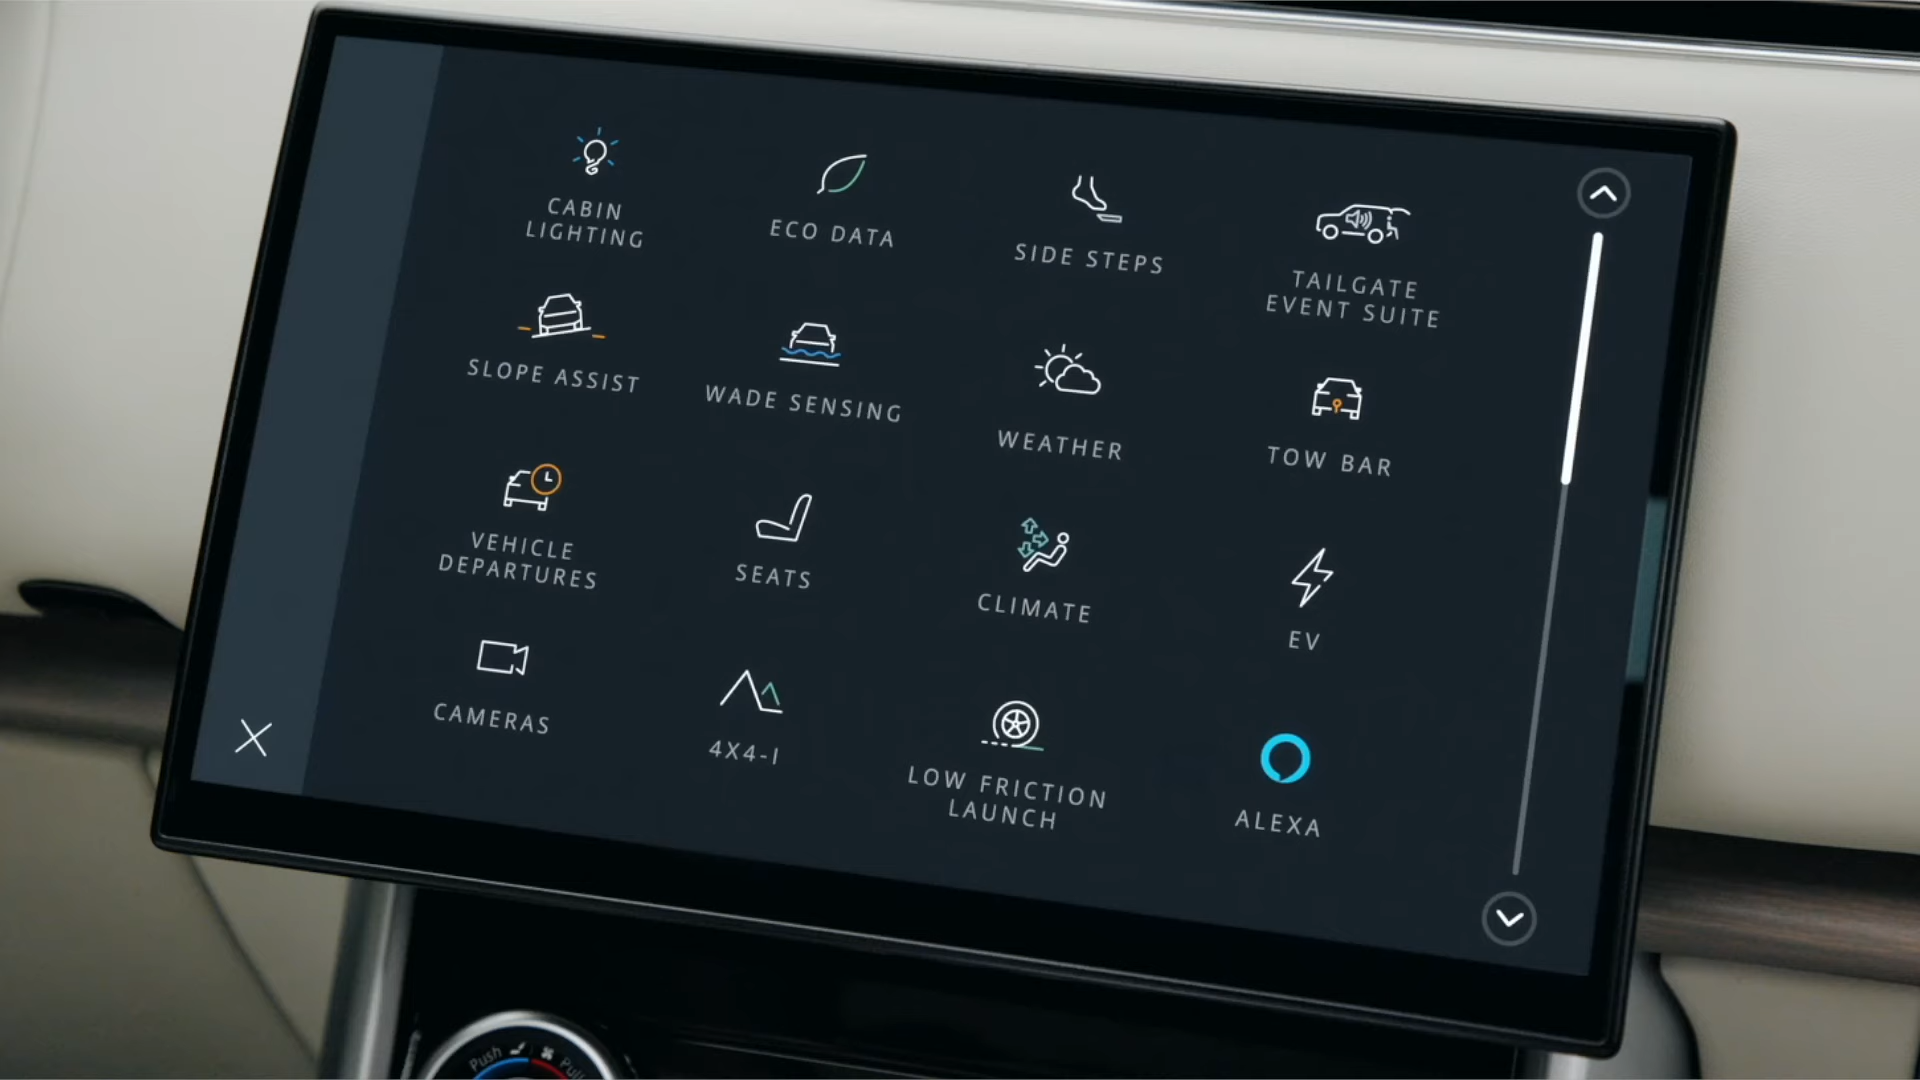 CABIN
LIGHTING
ECO DATA
SIDE STEPS
TAILGATE
EVENT SUITE
SLOPE ASSIST
WADE SENSING
WEATHER
TOW BAR
VEHICLE
DEPARTURES
SEATS
CLIMATE
EV
CAMERAS
4X4-I
LOW FRICTION
LAUNCH
ALEXA
Push